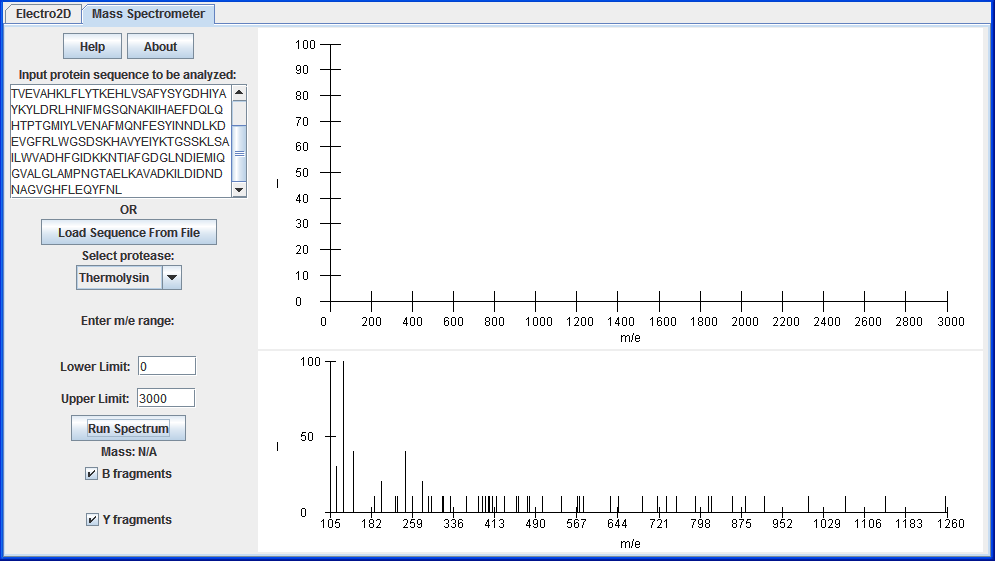 Electro2D Mass Spectrometer
Help About
Input protein sequence to be analyzed:
TVEVAHKLFLYTKEHLVSAFYSYGDHIYA
YKYLDRLHNIFMGSQNAKIIHAEFDQLQ
HTPTGMIYLVENAFMQNFESYINNDLKD
EVGFRLWGSDSKHAVYEIYKTGSSKLSA
ILWVADHFGIDKKNTIAFGDGLNDIEMIQ
GVALGLAMPNGTAELKAVADKILDIDND
NAGVGHFLEQYFNL
OR
Load Sequence From File
Select protease:
Thermolysin
Enter m/e range:
Lower Limit: 0
Upper Limit: 3000
Run Spectrum
Mass: N/A
B fragments
Y fragments
100
90
80
70
60
50
40
30
20
10
0
I
0 200 400 600 800 1000 1200 1400 1600 1800 2000 2200 2400 2600 2800 3000
m/e
100
50
0
I
105 182 259 336 413 490 567 644 721 798 875 952 1029 1106 1183 1260
m/e